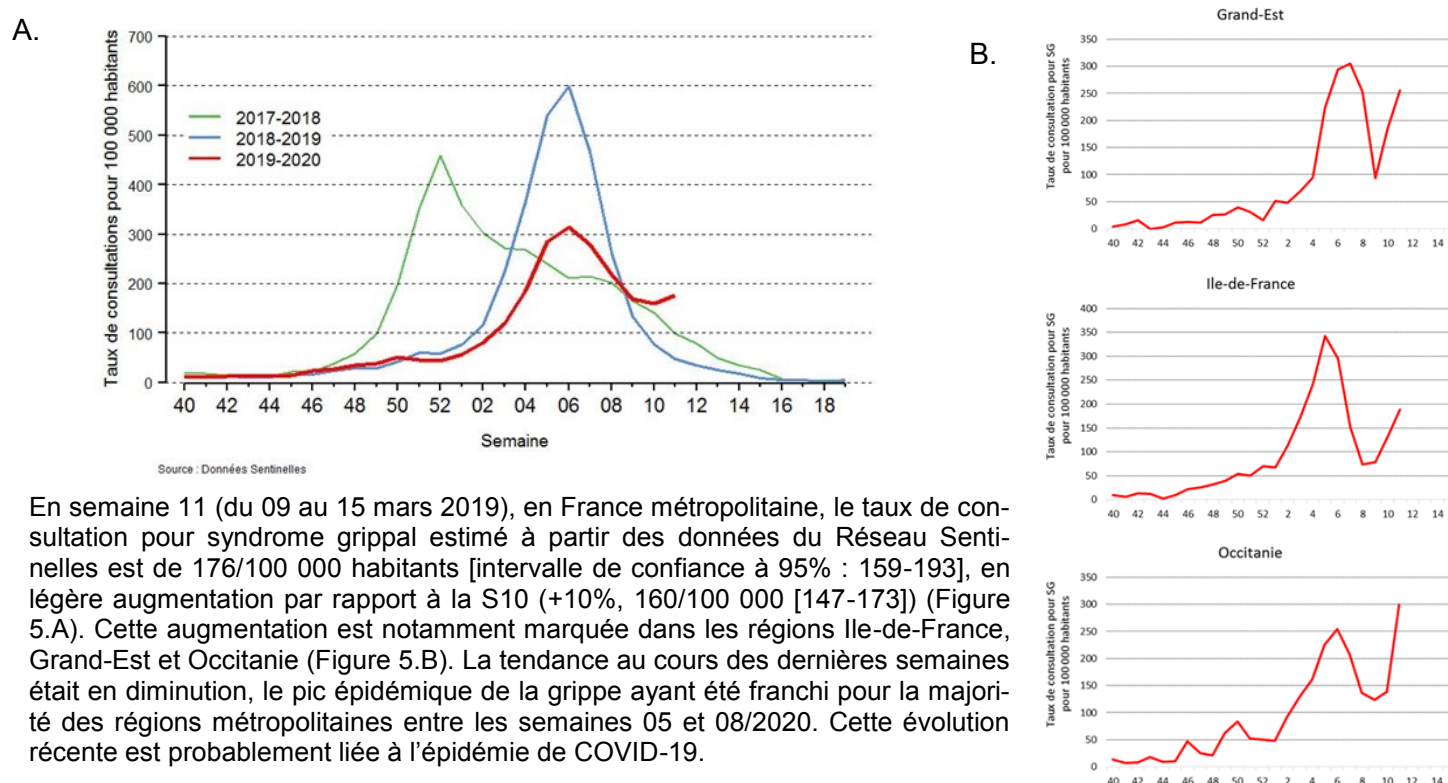 A.
Taux de consultations pour 100 000 habitants
700
600
500
400
300
200
100
0
2017-2018
2018-2019
2019-2020
40 42 44 46 48 50 52 02 04 06 08 10 12 14 16 18
Semaine
Source : Données Sentinelles
En semaine 11 (du 09 au 15 mars 2019), en France métropolitaine, le taux de con-
sultation pour syndrome grippal estimé à partir des données du Réseau Senti-
nelles est de 176/100 000 habitants [intervalle de confiance à 95% : 159-193], en
légère augmentation par rapport à la S10 (+10%, 160/100 000 [147-173]) (Figure
5.A). Cette augmentation est notamment marquée dans les régions Ile-de-France,
Grand-Est et Occitanie (Figure 5.B). La tendance au cours des dernières semaines
était en diminution, le pic épidémique de la grippe ayant été franchi pour la majori-
té des régions métropolitaines entre les semaines 05 et 08/2020. Cette évolution
récente est probablement liée à l'épidémie de COVID-19.
B.
Grand-Est
Taux de consultation pour SG
pour 100 000 habitants
350
300
250
200
150
100
50
0
40 42 44 46 48 50 52 2 4 6 8 10 12 14
Ile-de-France
Taux de consultation pour SG
pour 100 000 habitants
400
350
300
250
200
150
100
50
0
40 42 44 46 48 50 52 2 4 6 8 10 12 14
Occitanie
Taux de consultation pour SG
pour 100 000 habitants
350
300
250
200
150
100
50
0
40 42 44 46 48 50 52 2 4 6 8 10 12 14